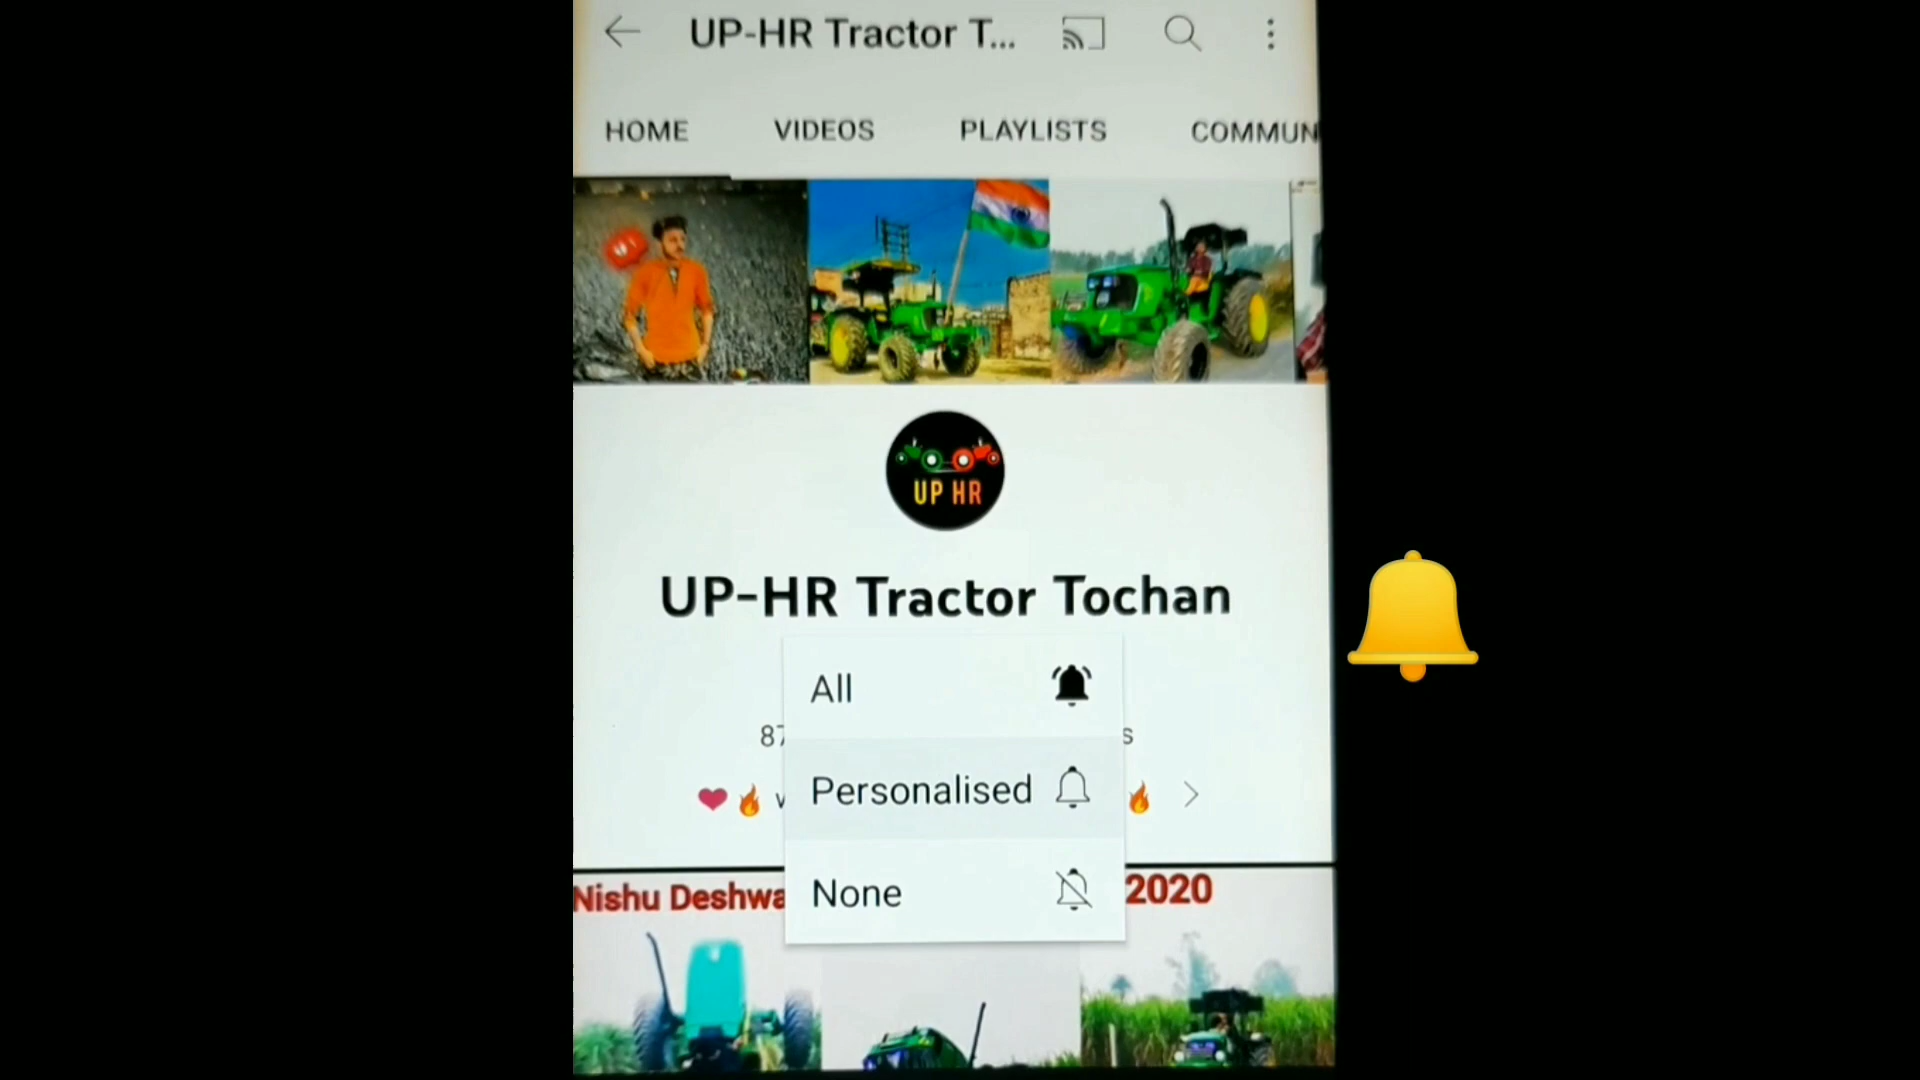 UP-HR Tractor T...
HOME VIDEOS PLAYLISTS COMMUN
UP HR
UP-HR Tractor Tochan
All
87 s
Personalised
None
Nishu Deshwa 2020